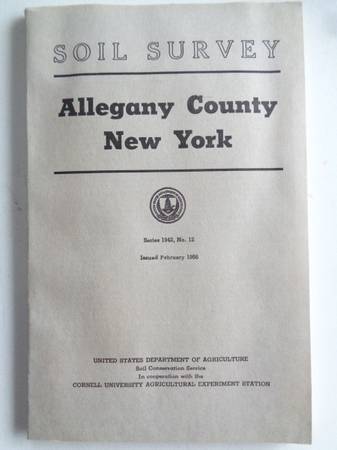 SOIL SURVEY
Allegany County
New York
Series 1942, No. 12
Issued February 1956
UNITED STATES DEPARTMENT OF AGRICULTURE
Soil Conservation Service
In cooperation with the
CORNELL UNIVERSITY AGRICULTURAL EXPERIMENT STATION